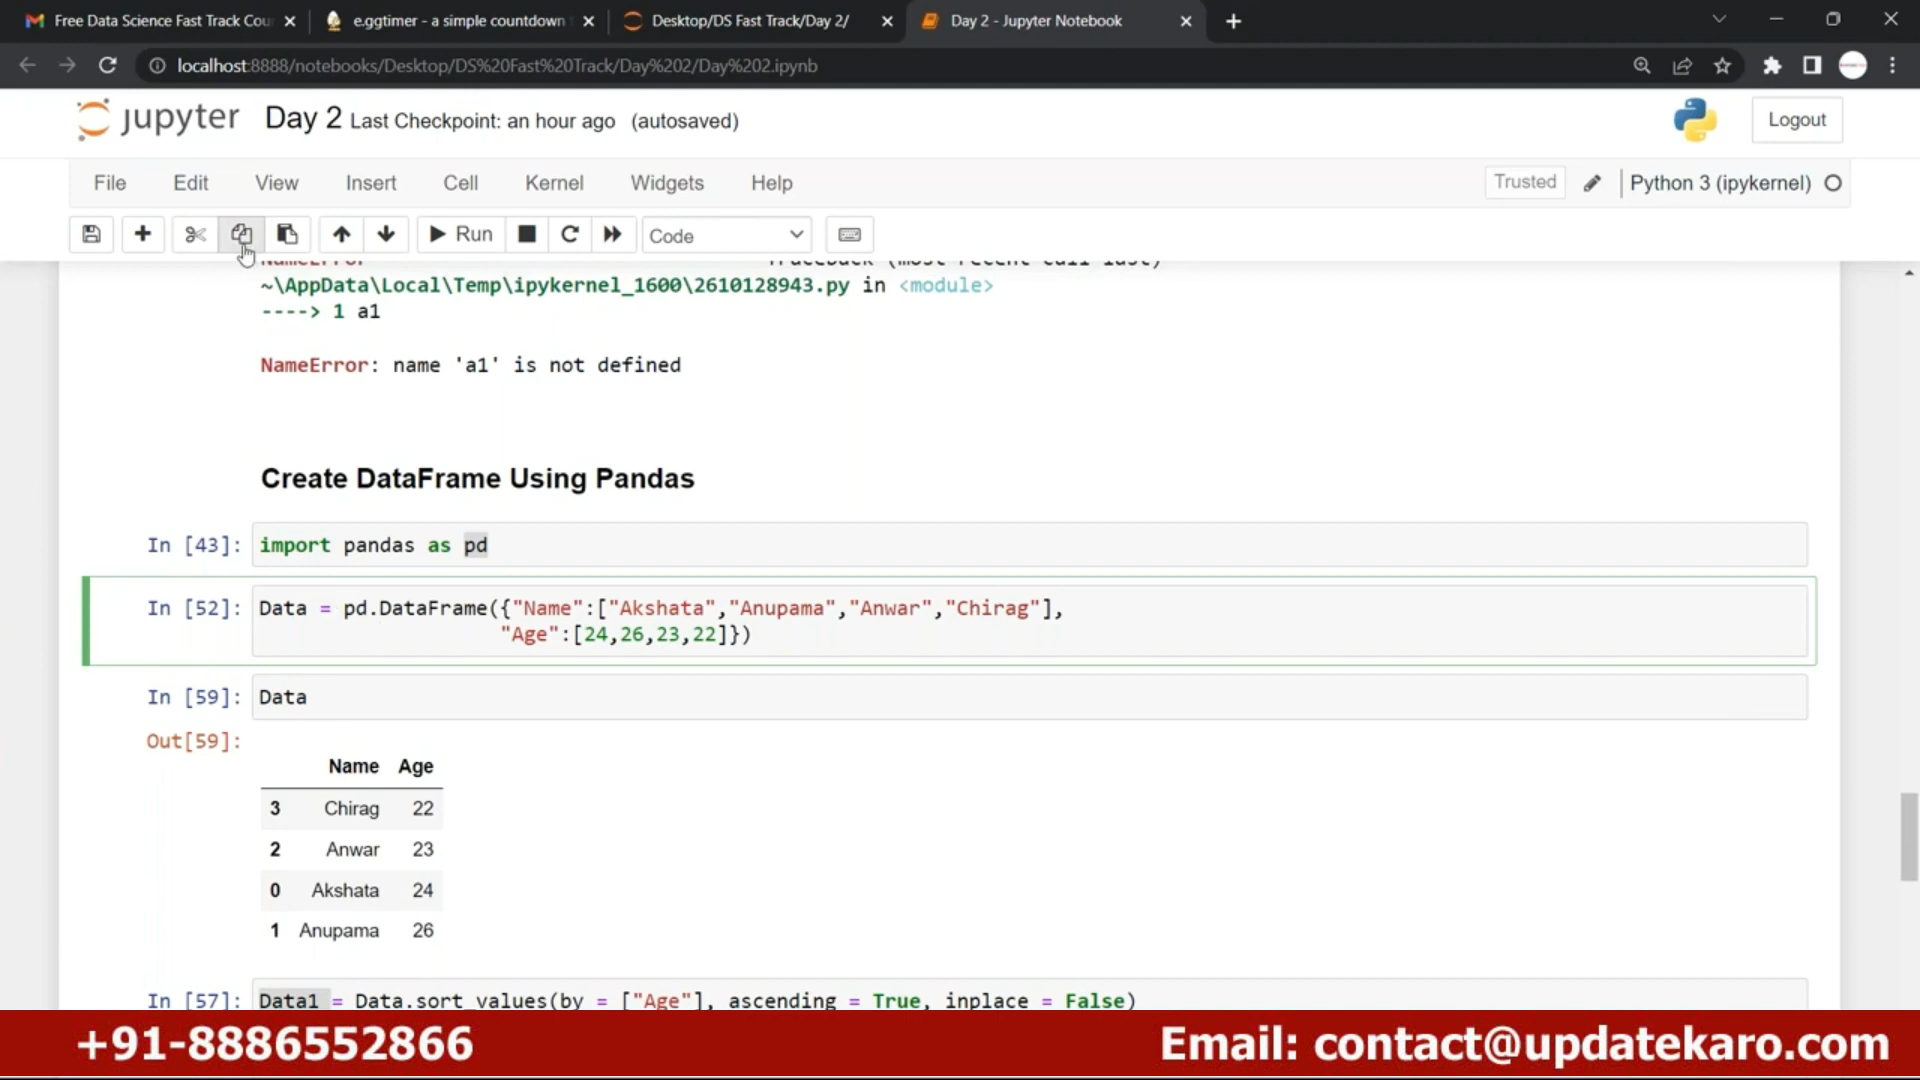 Free Data Science Fast Track Cou
e.ggtimer - a simple countdown
Desktop/DS Fast Track/Day 2/
Day 2 - Jupyter Notebook
localhost:8888/notebooks/Desktop/DS%20Fast%20Track/Day%202/Day%202.ipynb
jupyter
Day 2 Last Checkpoint: an hour ago (autosaved)
Logout
File Edit View Insert Cell Kernel Widgets Help
Trusted
Python 3 (ipykernel)
Run
Code
NameError Traceback (most recent call last)
~\AppData\Local\Temp\ipykernel_1600\2610128943.py in <module>
----> 1 a1
NameError: name 'a1' is not defined
Create DataFrame Using Pandas
In [43]: import pandas as pd
In [52]: Data = pd.DataFrame({"Name":["Akshata","Anupama","Anwar","Chirag"],
"Age":[24,26,23,22]})
In [59]: Data
Out[59]:
Name Age
3 Chirag 22
2 Anwar 23
0 Akshata 24
1 Anupama 26
In [57]: Data1 = Data.sort_values(by = ["Age"], ascending = True, inplace = False)
+91-8886552866
Email: contact@updatekaro.com